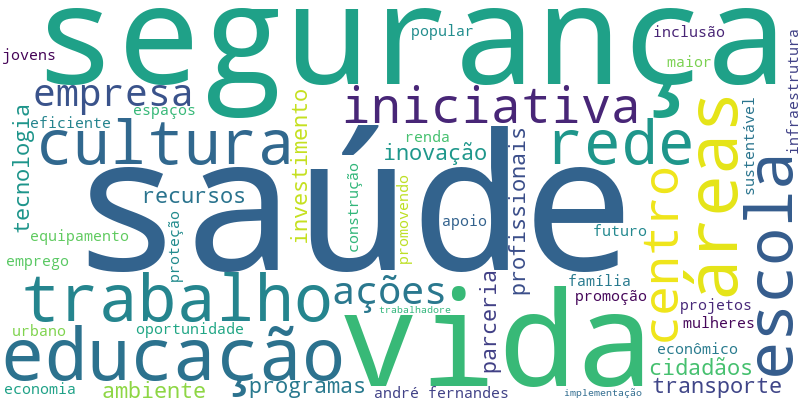 segurança
popular
inclusão
jovens
maior
infraestrutura
empresa
iniciativa
espaços
eficiente
tecnologia
cultura
investimento
renda
inovação
rede
áreas
sustentável
escola
saúde
recursos
construção
promovendo
profissionais
centro
apoio
futuro
equipamento
proteção
emprego
trabalho
ações
família
promoção
projetos
mulheres
trabalhadore
vida
parceria
urbano
oportunidade
educação
econômico
cidadãos
economia
ambiente
programas
andré fernandes
implementação
transporte